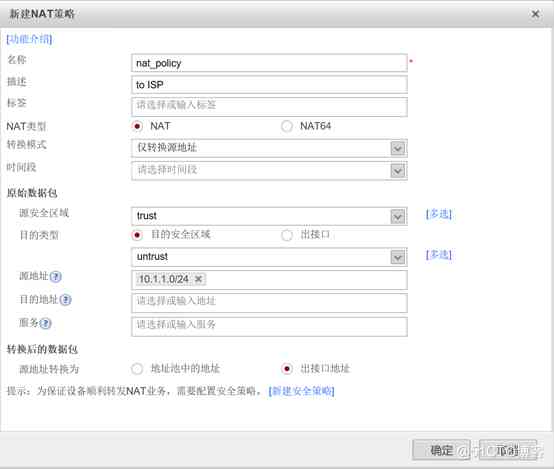 新建NAT策略
[功能介绍]
名称 nat_policy *
描述 to ISP
标签 请选择或输入标签
NAT类型 NAT NAT64
转换模式 仅转换源地址
时间段 请选择时间段
原始数据包
源安全区域 trust [多选]
目的类型 目的安全区域 出接口
untrust [多选]
源地址 10.1.1.0/24
目的地址 请选择或输入地址
服务 请选择或输入服务
转换后的数据包
源地址转换为 地址池中的地址 出接口地址
提示：为保证设备顺利转发NAT业务，需要配置安全策略。 [新建安全策略]
确定 取消